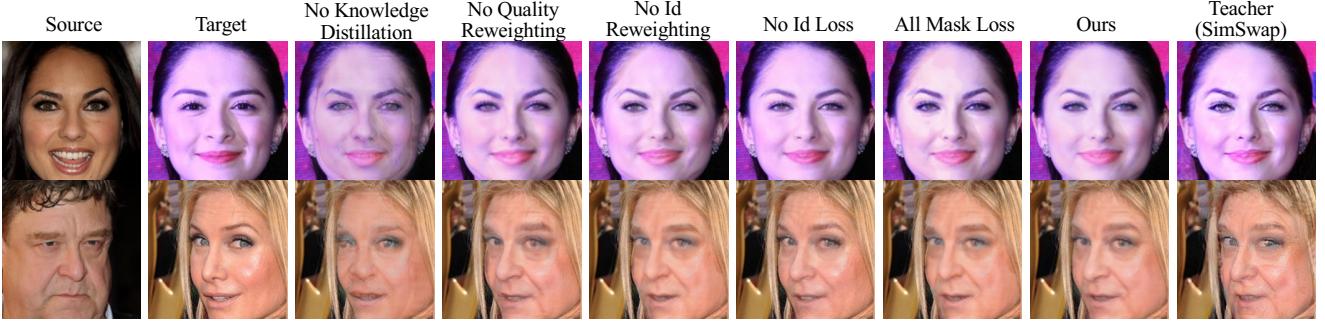 Source
Target
No Knowledge
Distillation
No Quality
Reweighting
No Id
Reweighting
No Id Loss
All Mask Loss
Ours
Teacher
(SimSwap)